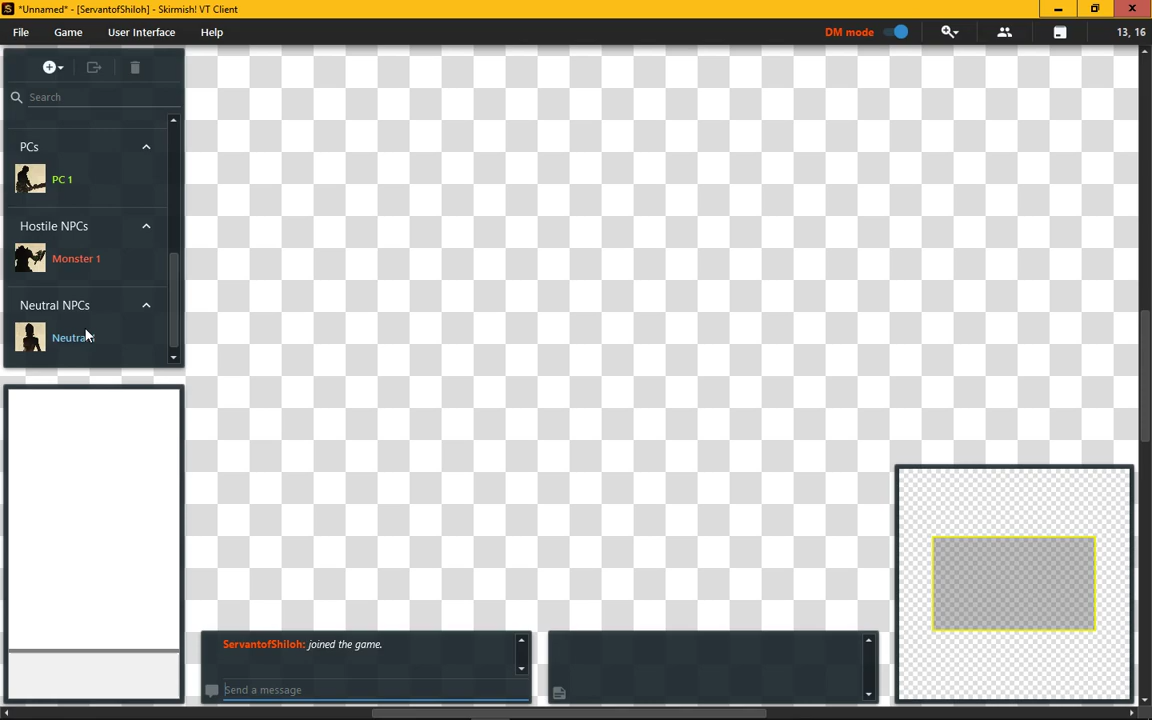 *Unnamed* - [ServantofShiloh] - Skirmish! VT Client
File Game User Interface Help DM mode 13, 16
Search
PCs
PC 1
Hostile NPCs
Monster 1
Neutral NPCs
ServantofShiloh: joined the game.
Send a message